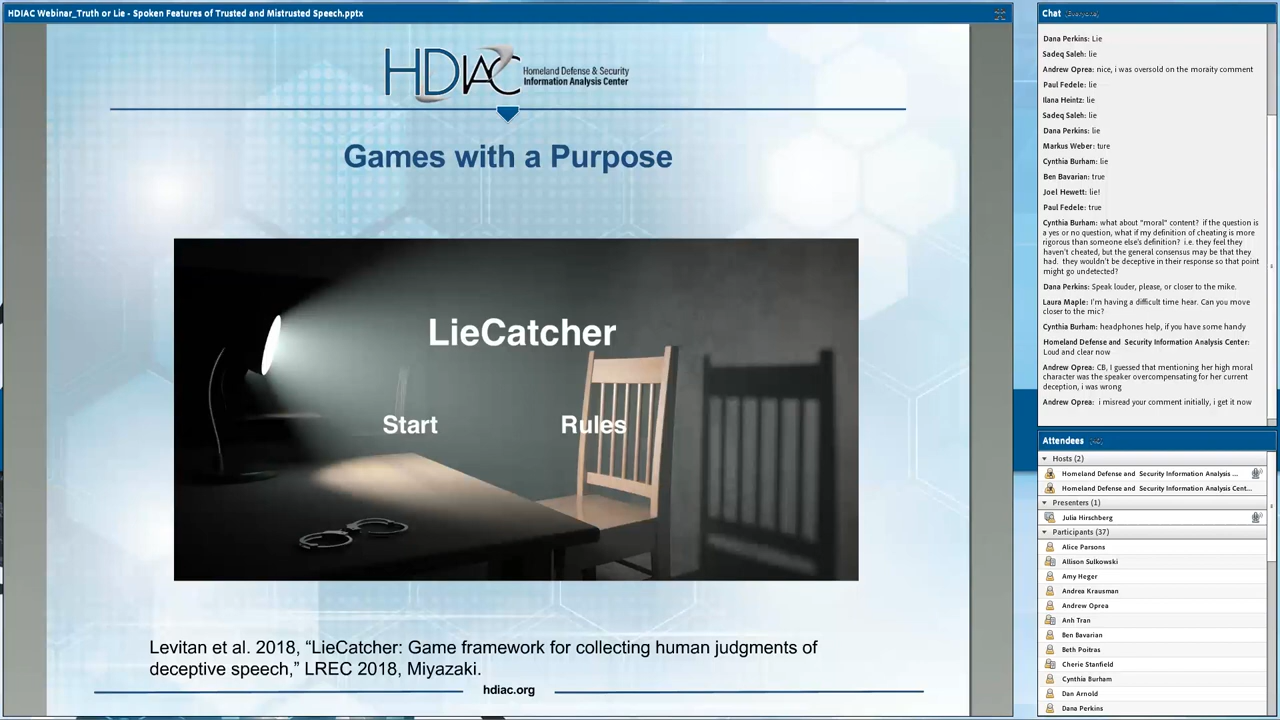 HDIAC Webinar_Truth or Lie - Spoken Features of Trusted and Mistrusted Speech.pptx
HDIAC
Homeland Defense & Security
Information Analysis Center
Games with a Purpose
LieCatcher
Start
Rules
Levitan et al. 2018, “LieCatcher: Game framework for collecting human judgments of
deceptive speech,” LREC 2018, Miyazaki.
hdiac.org
Chat (Everyone)
Dana Perkins: Lie
Sadeq Saleh: lie
Andrew Oprea: nice, i was oversold on the moraity comment
Paul Fedele: lie
Ilana Heintz: lie
Sadeq Saleh: lie
Dana Perkins: lie
Markus Weber: ture
Cynthia Burham: lie
Ben Bavarian: true
Joel Hewett: lie!
Paul Fedele: true
Cynthia Burham: what about "moral" content?  if the question is
a yes or no question, what if my definition of cheating is more
rigorous than someone else's definition?  i.e. they feel they
haven't cheated, but the general consensus may be that they
had.  they wouldn't be deceptive in their response so that point
might go undetected?
Dana Perkins: Speak louder, please, or closer to the mike.
Laura Maple: I'm having a difficult time hear. Can you move
closer to the mic?
Cynthia Burham: headphones help, if you have some handy
Homeland Defense and  Security Information Analysis Center:
Loud and clear now
Andrew Oprea: CB, I guessed that mentioning her high moral
character was the speaker overcompensating for her current
deception, i was wrong
Andrew Oprea:  i misread your comment initially, i get it now
Attendees
Hosts (2)
Homeland Defense and  Security Information Analysis ...
Homeland Defense and  Security Information Analysis Cent...
Presenters (1)
Julia Hirschberg
Participants (37)
Alice Parsons
Allison Sulkowski
Amy Heger
Andrea Krausman
Andrew Oprea
Anh Tran
Ben Bavarian
Beth Poitras
Cherie Stanfield
Cynthia Burham
Dan Arnold
Dana Perkins